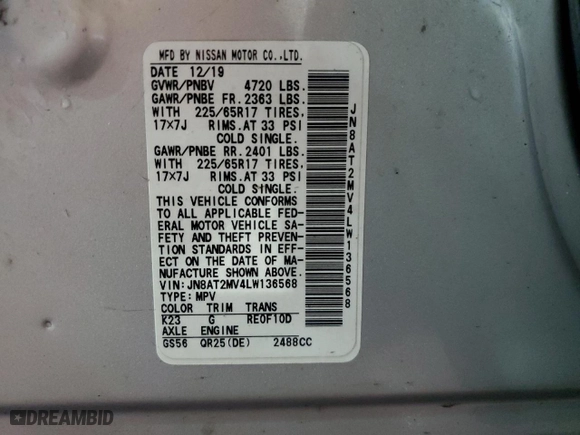 MFD BY NISSAN MOTOR CO.,LTD.
DATE 12/19
GVWR/PNBV 4720 LBS.
GAWR/PNBE FR. 2363 LBS.
WITH 225/65R17 TIRES,
17×7J RIMS.AT 33 PSI
COLD SINGLE.
GAWR/PNBE RR. 2401 LBS.
WITH 225/65R17 TIRES,
17×7J RIMS.AT 33 PSI
COLD SINGLE.
THIS VEHICLE CONFORMS
TO ALL APPLICABLE FED-
ERAL MOTOR VEHICLE SA-
FETY AND THEFT PREVEN-
TION STANDARDS IN EFF-
ECT ON THE DATE OF MA-
NUFACTURE SHOWN ABOVE.
VIN:JN8AT2MV4LW136568
TYPE:MPV
COLOR TRIM TRANS
K23 G RE0F10D
AXLE ENGINE
GS56 QR25(DE) 2488CC
JN8AT2MV4LW136568
DREAMBID